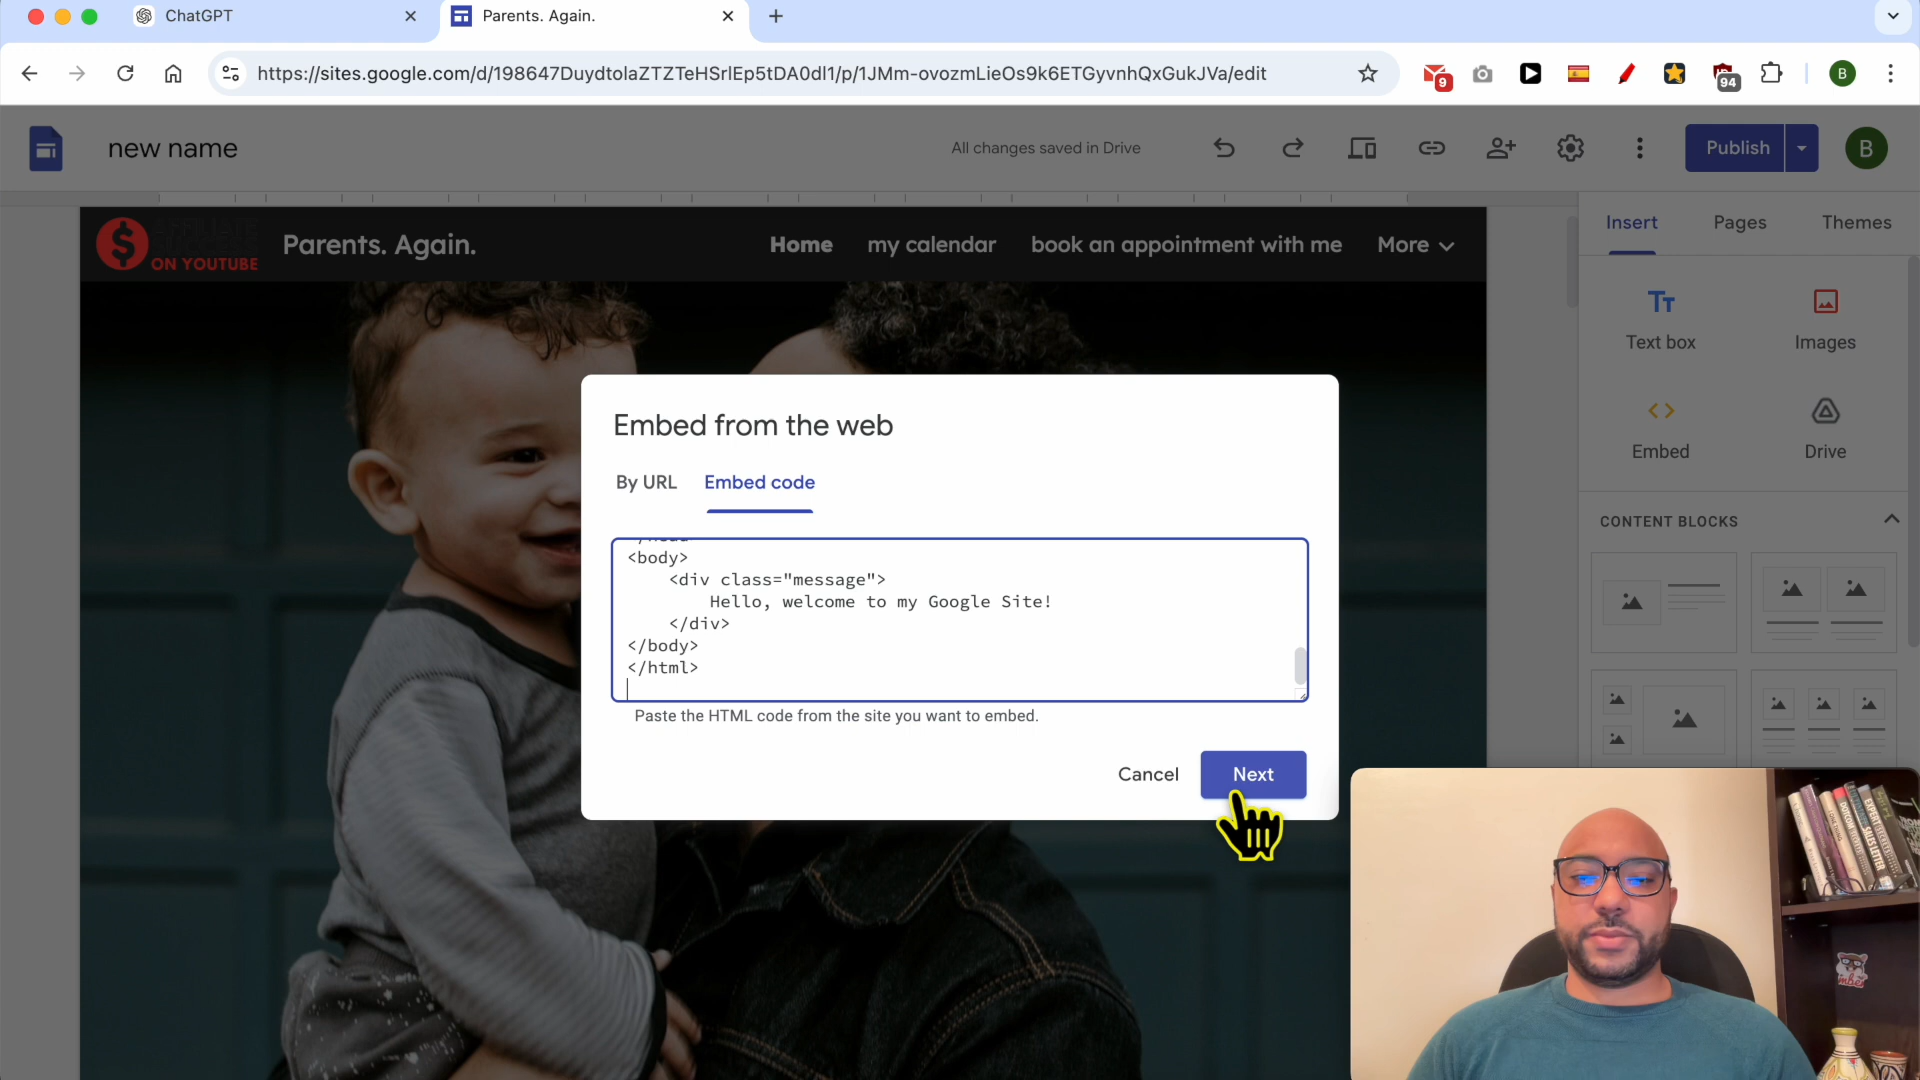 ChatGPT
Parents. Again.
https://sites.google.com/d/198647DuydtolaZTZTeHSrlEp5tDA0dl1/p/1JMm-ovozmLieOs9k6ETGyvnhQxGukJVa/edit
9
94
B
new name
All changes saved in Drive
Publish
B
AFFILIATE
ON YOUTUBE
Parents. Again.
Home
my calendar
book an appointment with me
More
Insert
Pages
Themes
Text box
Images
Embed
Drive
CONTENT BLOCKS
Embed from the web
By URL
Embed code
<body>
<div class="message">
Hello, welcome to my Google Site!
</div>
</body>
</html>
Paste the HTML code from the site you want to embed.
Cancel
Next